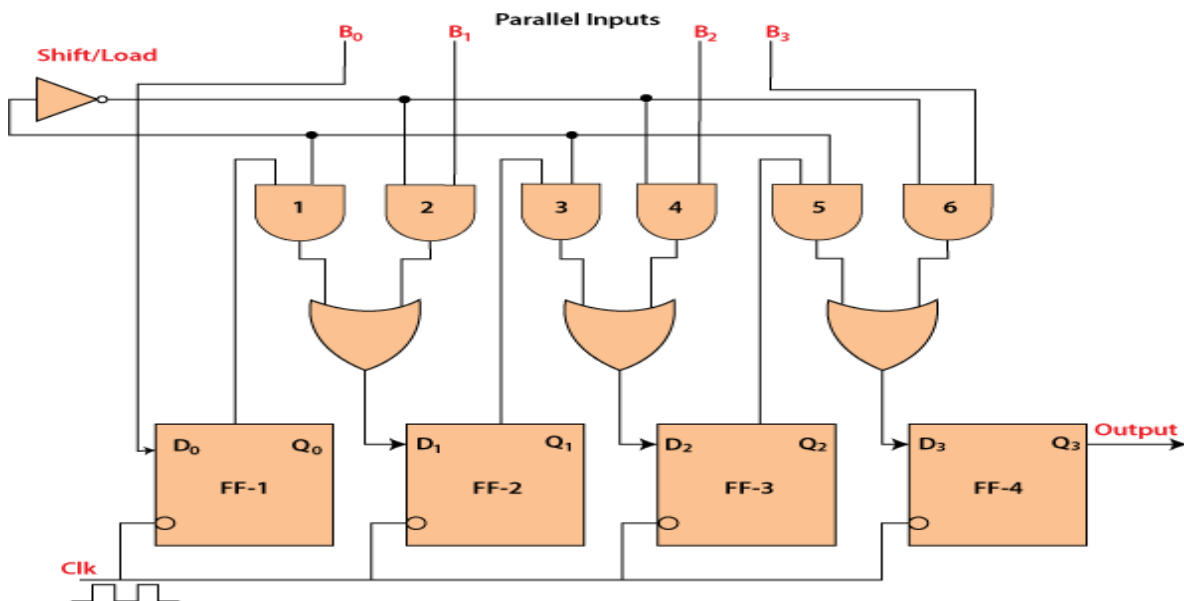 Parallel Inputs
B₀
B₁
B₂
B₃
Shift/Load
1
2
3
4
5
6
D₀
Q₀
FF-1
D₁
Q₁
FF-2
D₂
Q₂
FF-3
D₃
Q₃
FF-4
Output
Clk